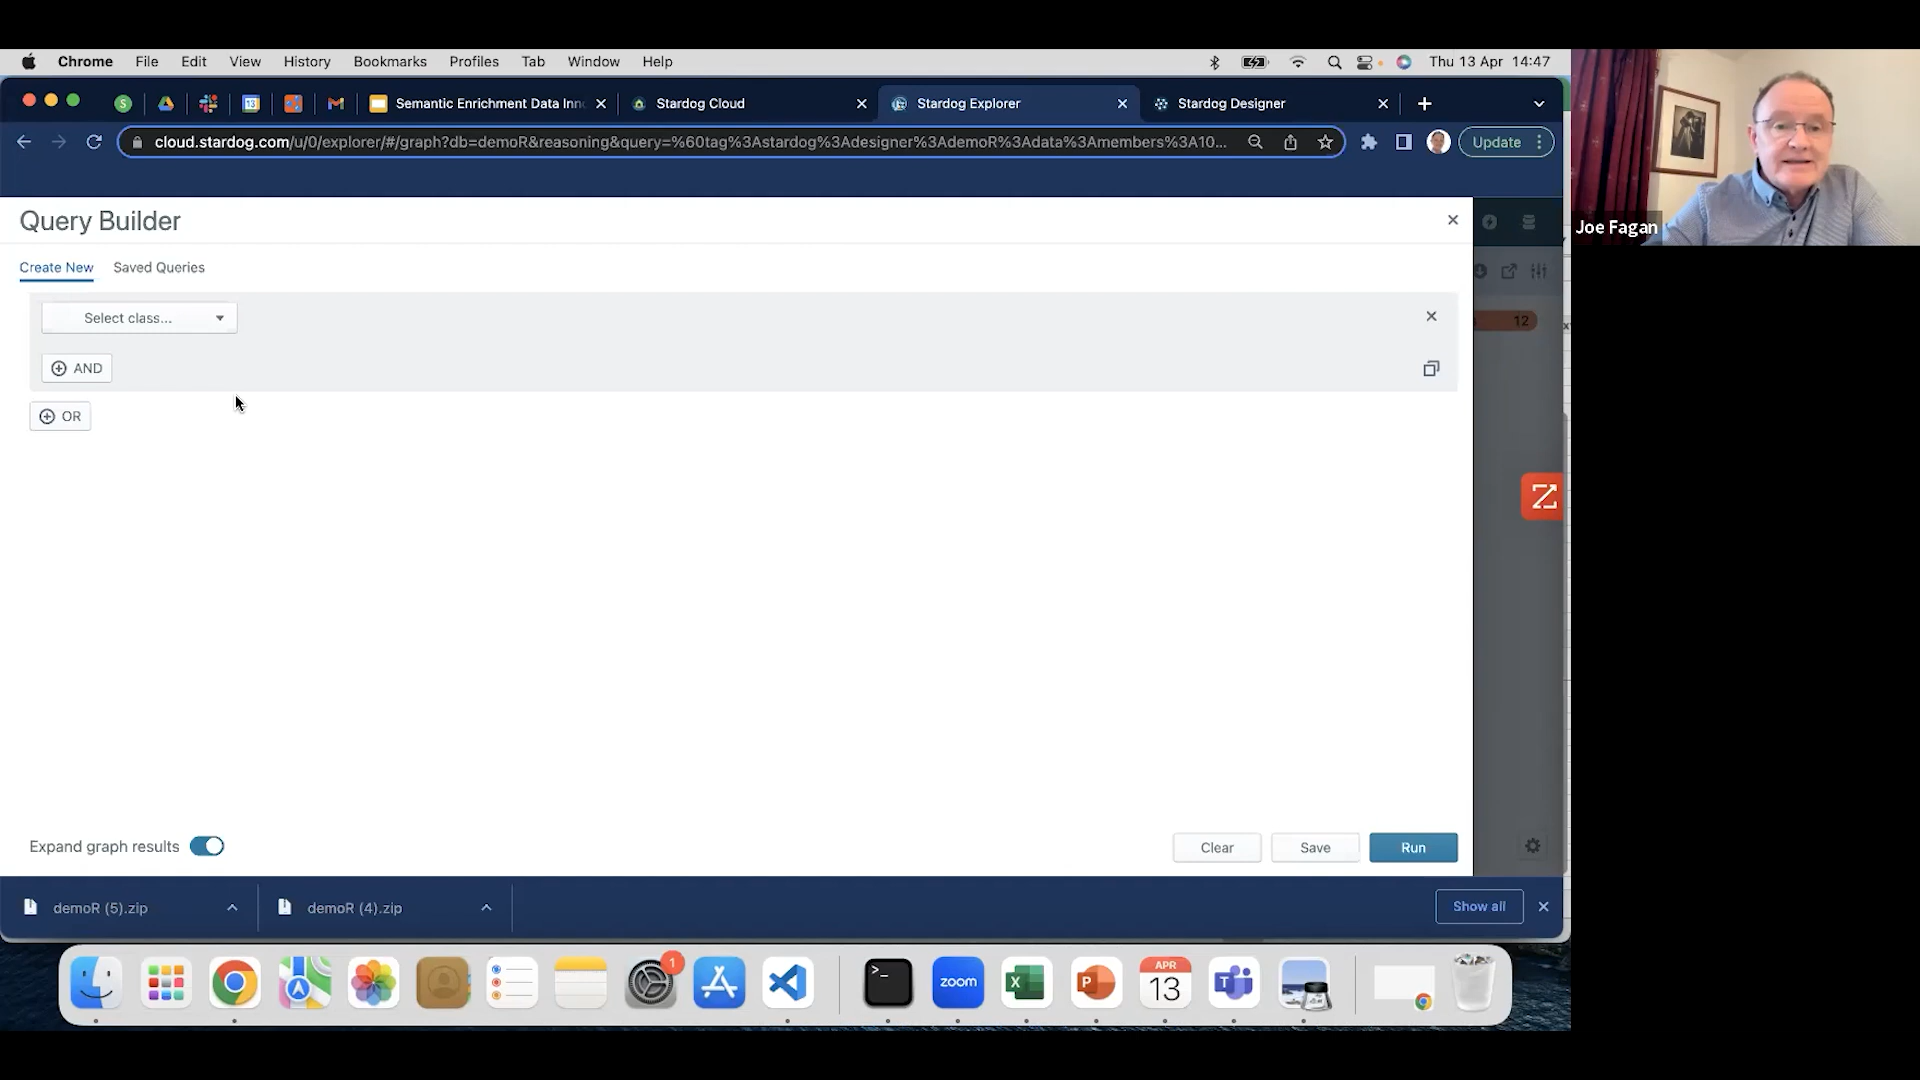 Chrome File Edit View History Bookmarks Profiles Tab Window Help Thu 13 Apr 14:47
S 13 Semantic Enrichment Data Inn Stardog Cloud Stardog Explorer Stardog Designer
cloud.stardog.com/u/0/explorer/#/graph?db=demoR&reasoning&query=%60tag%3Astardog%3Adesigner%3AdemoR%3Adata%3Amembers%3A10... Update
Joe Fagan
Query Builder
Create New Saved Queries
Select class...
12
AND
OR
Expand graph results
Clear Save Run
demoR (5).zip demoR (4).zip Show all
1
APR
13
zoom
>_
X
P
T